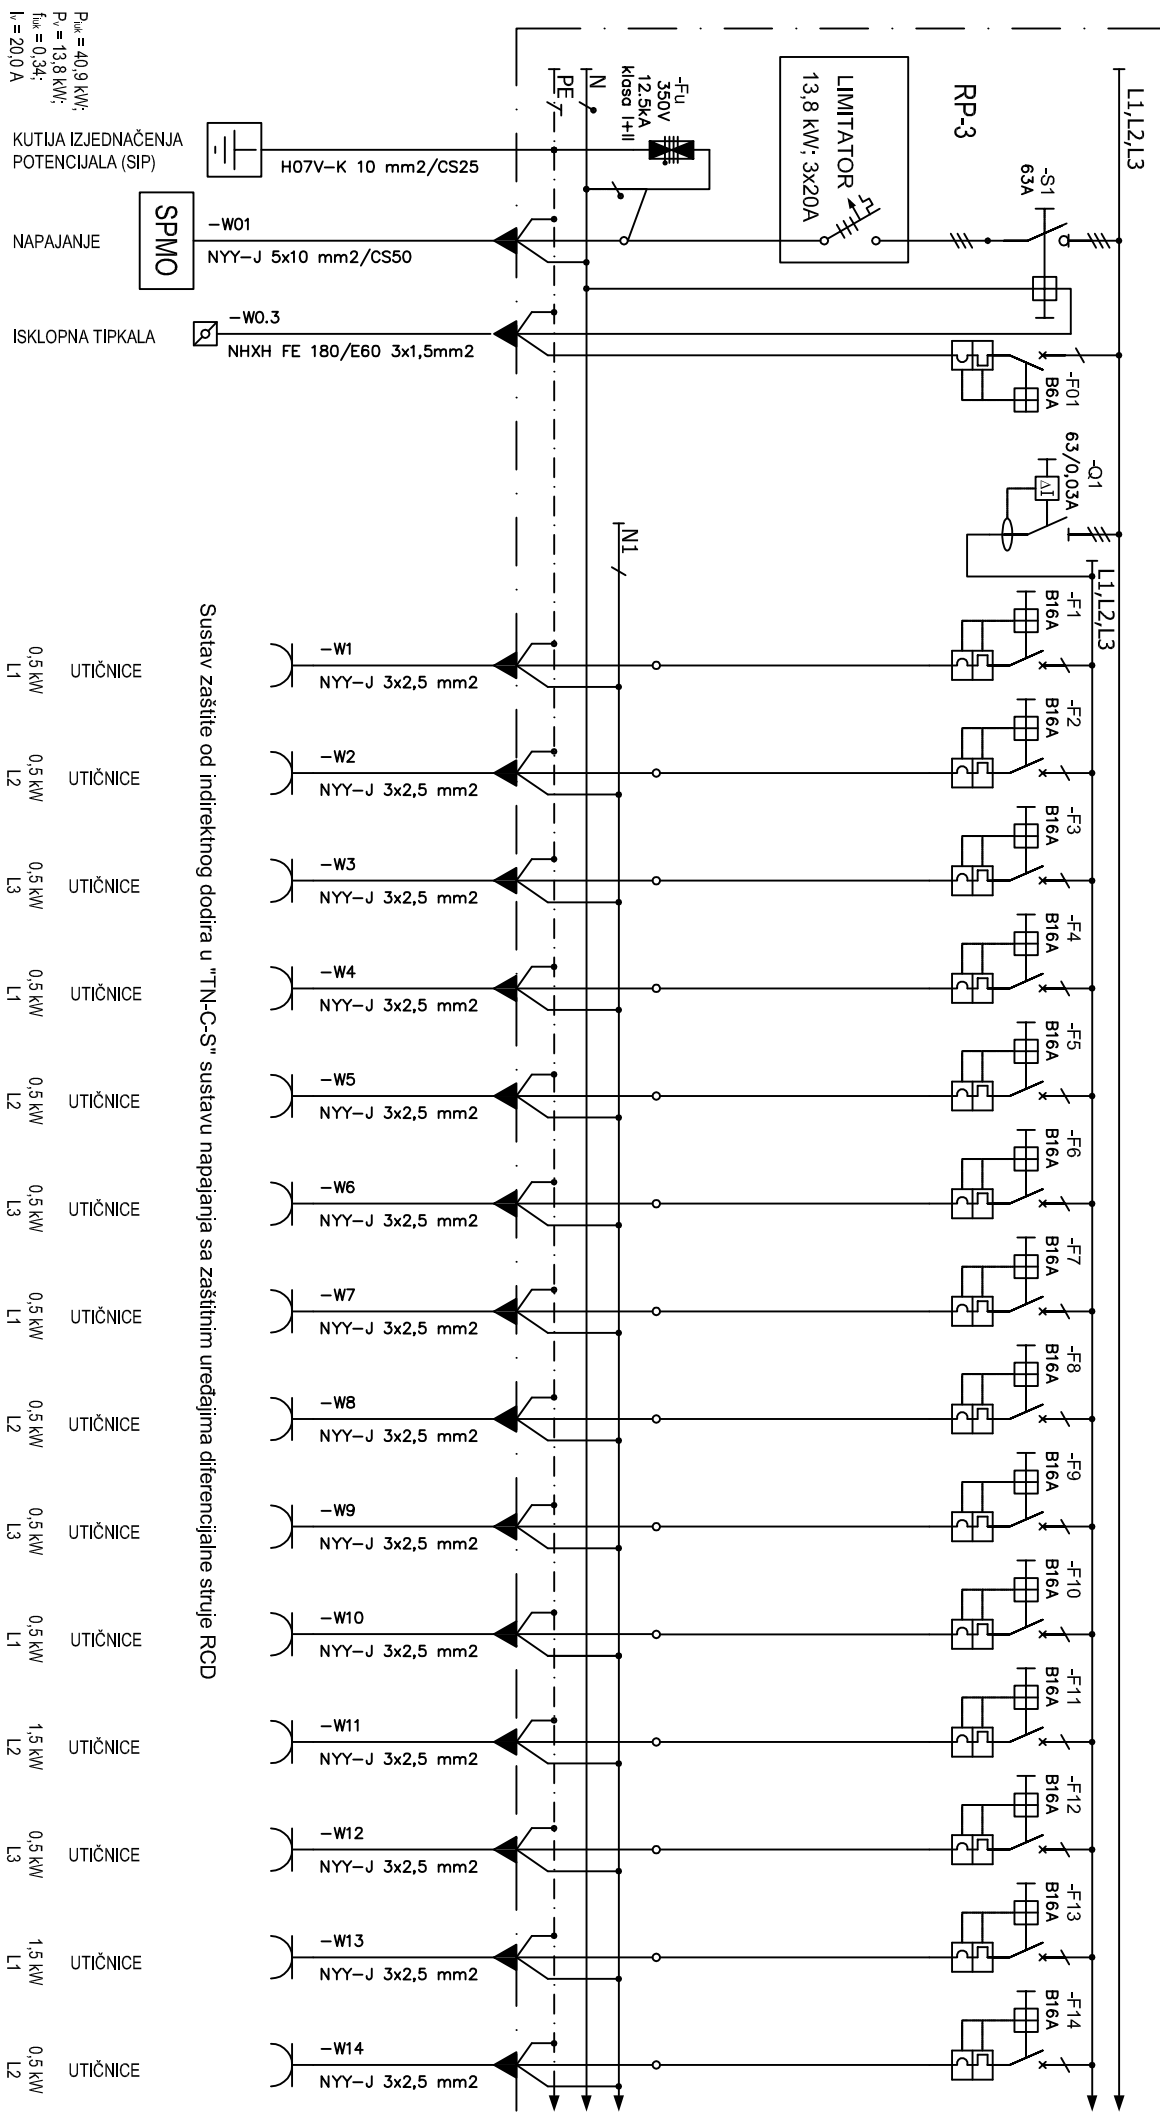 L1,L2,L3
RP-3
-S1
63A
LIMITATOR
13,8 kW; 3x20A
-Fu
350V
12.5kA
klasa I+II
N
PE
Piuk = 40,9 kW;
Pv = 13,8 kW;
fiuk = 0,34;
Iv = 20,0 A
KUTIJA IZJEDNAČENJA
POTENCIJALA (SIP)
H07V-K 10 mm2/CS25
NAPAJANJE
SPMO
-W01
NYY-J 5x10 mm2/CS50
ISKLOPNA TIPKALA
-W0.3
NHXH FE 180/E60 3x1,5mm2
-F01
B6A
-Q1
63/0,03A
ΔI
N1
L1,L2,L3
Sustav zaštite od indirektnog dodira u "TN-C-S" sustavu napajanja sa zaštitnim uređajima diferencijalne struje RCD
-F1
B16A
-W1
NYY-J 3x2,5 mm2
UTIČNICE
0,5 kW
L1
-F2
B16A
-W2
NYY-J 3x2,5 mm2
UTIČNICE
0,5 kW
L2
-F3
B16A
-W3
NYY-J 3x2,5 mm2
UTIČNICE
0,5 kW
L3
-F4
B16A
-W4
NYY-J 3x2,5 mm2
UTIČNICE
0,5 kW
L1
-F5
B16A
-W5
NYY-J 3x2,5 mm2
UTIČNICE
0,5 kW
L2
-F6
B16A
-W6
NYY-J 3x2,5 mm2
UTIČNICE
0,5 kW
L3
-F7
B16A
-W7
NYY-J 3x2,5 mm2
UTIČNICE
0,5 kW
L1
-F8
B16A
-W8
NYY-J 3x2,5 mm2
UTIČNICE
0,5 kW
L2
-F9
B16A
-W9
NYY-J 3x2,5 mm2
UTIČNICE
0,5 kW
L3
-F10
B16A
-W10
NYY-J 3x2,5 mm2
UTIČNICE
0,5 kW
L1
-F11
B16A
-W11
NYY-J 3x2,5 mm2
UTIČNICE
1,5 kW
L2
-F12
B16A
-W12
NYY-J 3x2,5 mm2
UTIČNICE
0,5 kW
L3
-F13
B16A
-W13
NYY-J 3x2,5 mm2
UTIČNICE
1,5 kW
L1
-F14
B16A
-W14
NYY-J 3x2,5 mm2
UTIČNICE
0,5 kW
L2